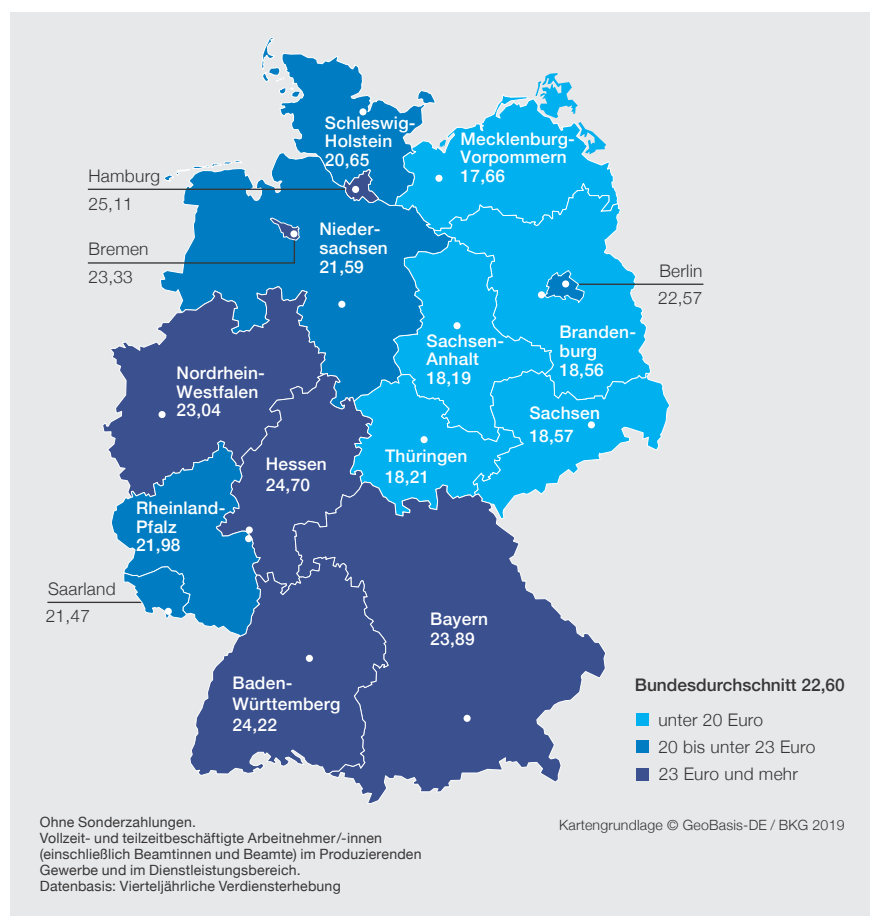 Schleswig-
Holstein
20,65
Mecklenburg-
Vorpommern
17,66
Hamburg
25,11
Bremen
23,33
Nieder-
sachsen
21,59
Berlin
22,57
Branden-
burg
18,56
Sachsen-
Anhalt
18,19
Nordrhein-
Westfalen
23,04
Sachsen
18,57
Thüringen
18,21
Hessen
24,70
Rheinland-
Pfalz
21,98
Saarland
21,47
Bayern
23,89
Baden-
Württemberg
24,22
Bundesdurchschnitt 22,60
unter 20 Euro
20 bis unter 23 Euro
23 Euro und mehr
Ohne Sonderzahlungen.
Vollzeit- und teilzeitbeschäftigte Arbeitnehmer/-innen
(einschließlich Beamtinnen und Beamte) im Produzierenden
Gewerbe und im Dienstleistungsbereich.
Datenbasis: Vierteljährliche Verdiensterhebung
Kartengrundlage © GeoBasis-DE / BKG 2019